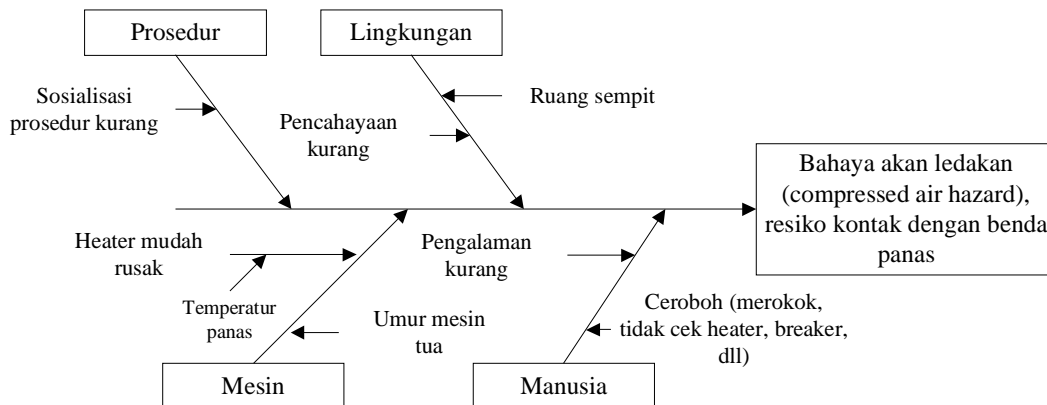 Prosedur
Lingkungan
Sosialisasi
prosedur kurang
Ruang sempit
Pencahayaan
kurang
Bahaya akan ledakan
(compressed air hazard),
resiko kontak dengan benda
panas
Heater mudah
rusak
Pengalaman
kurang
Temperatur
panas
Umur mesin
tua
Ceroboh (merokok,
tidak cek heater, breaker,
dll)
Mesin
Manusia